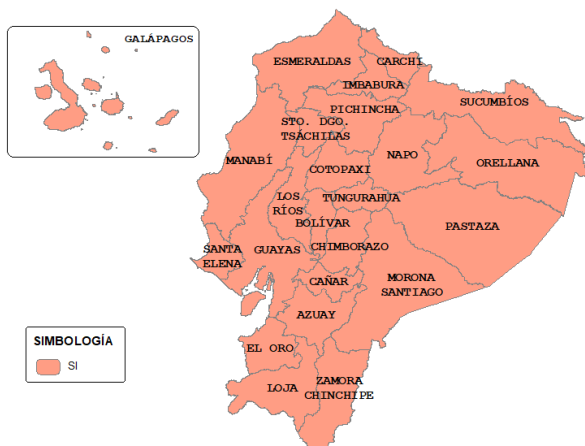 GALÁPAGOS
ESMERALDAS
CARCHI
IMBABURA
PICHINCHA
SUCUMBÍOS
STO. DGO.
TSÁCHILAS
MANABÍ
NAPO
ORELLANA
COTOPAXI
LOS
RÍOS
TUNGURAHUA
BOLÍVAR
PASTAZA
SANTA
ELENA
GUAYAS
CHIMBORAZO
CAÑAR
MORONA
SANTIAGO
AZUAY
EL ORO
LOJA
ZAMORA
CHINCHIPE
SIMBOLOGÍA
SI